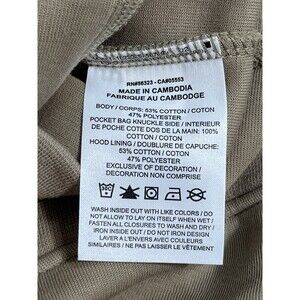 RN#56323 - CA#05553
MADE IN CAMBODIA
FABRIQUE AU CAMBODGE
BODY / CORPS: 53% COTTON / COTON
47% POLYESTER
POCKET BAG KNUCKLE SIDE / INTERIEUR
DE POCHE COTE DOS DE LA MAIN: 100%
COTTON / COTON
HOOD LINING / DOUBLURE DE CAPUCHE:
53% COTTON / COTON
47% POLYESTER
EXCLUSIVE OF DECORATION /
DECORATION NON COMPRISE
WASH INSIDE OUT WITH LIKE COLORS / DO
NOT ALLOW TO LAY ON ITSELF WHEN WET /
FASTEN ALL CLOSURES TO WASH AND DRY /
IRON INSIDE OUT / DO NOT IRON DESIGN
LAVER A L'ENVERS AVEC COULEURS
SIMILAIRES / NE PAS LAISSER LE VÊTEMENT